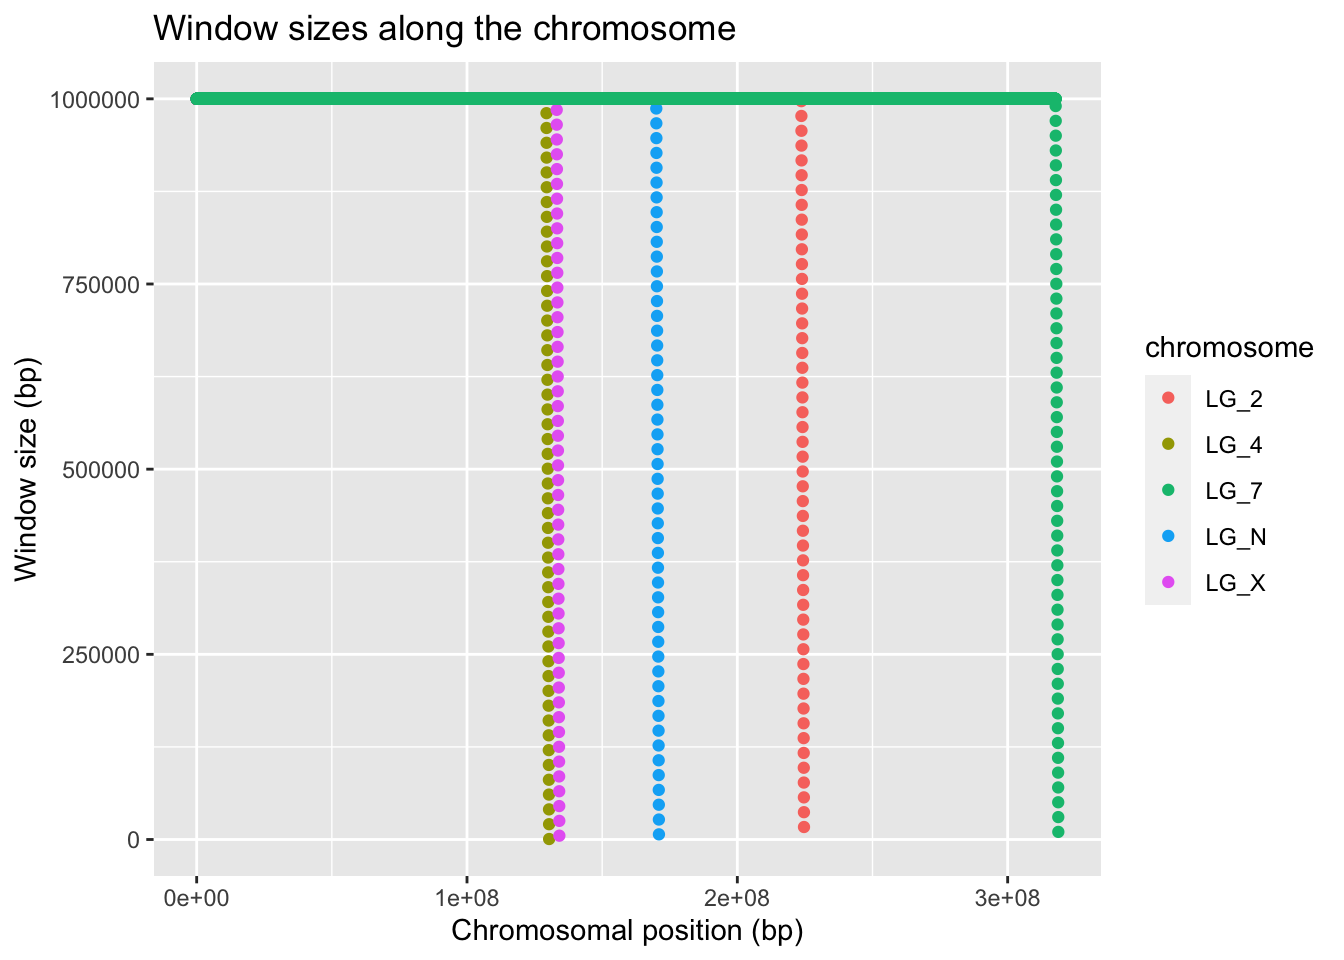 Window sizes along the chromosome
Window size (bp)
1000000
750000
500000
250000
0
0e+00 1e+08 2e+08 3e+08
Chromosomal position (bp)
chromosome
LG_2
LG_4
LG_7
LG_N
LG_X